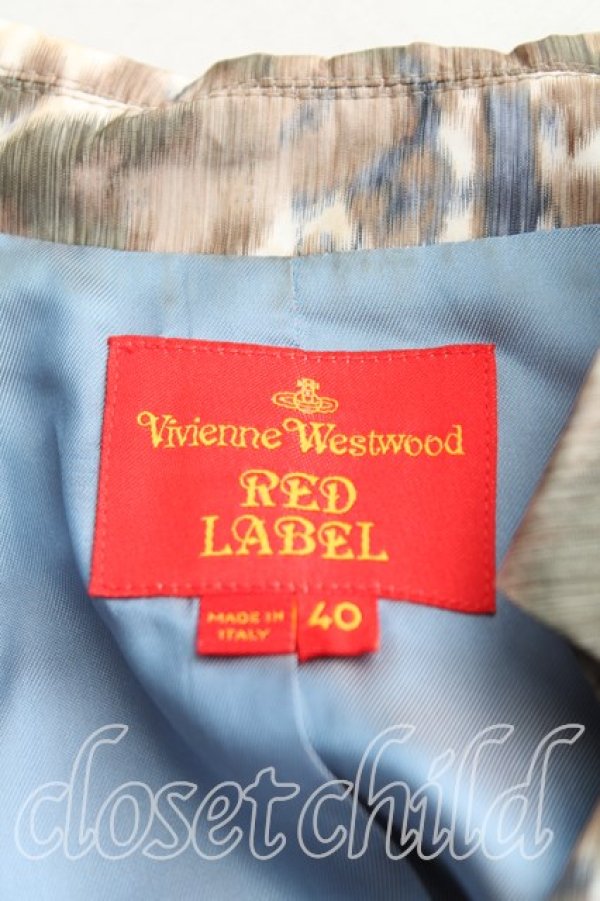 Vivienne Westwood
RED
LABEL
MADE IN
ITALY
40
closetchild